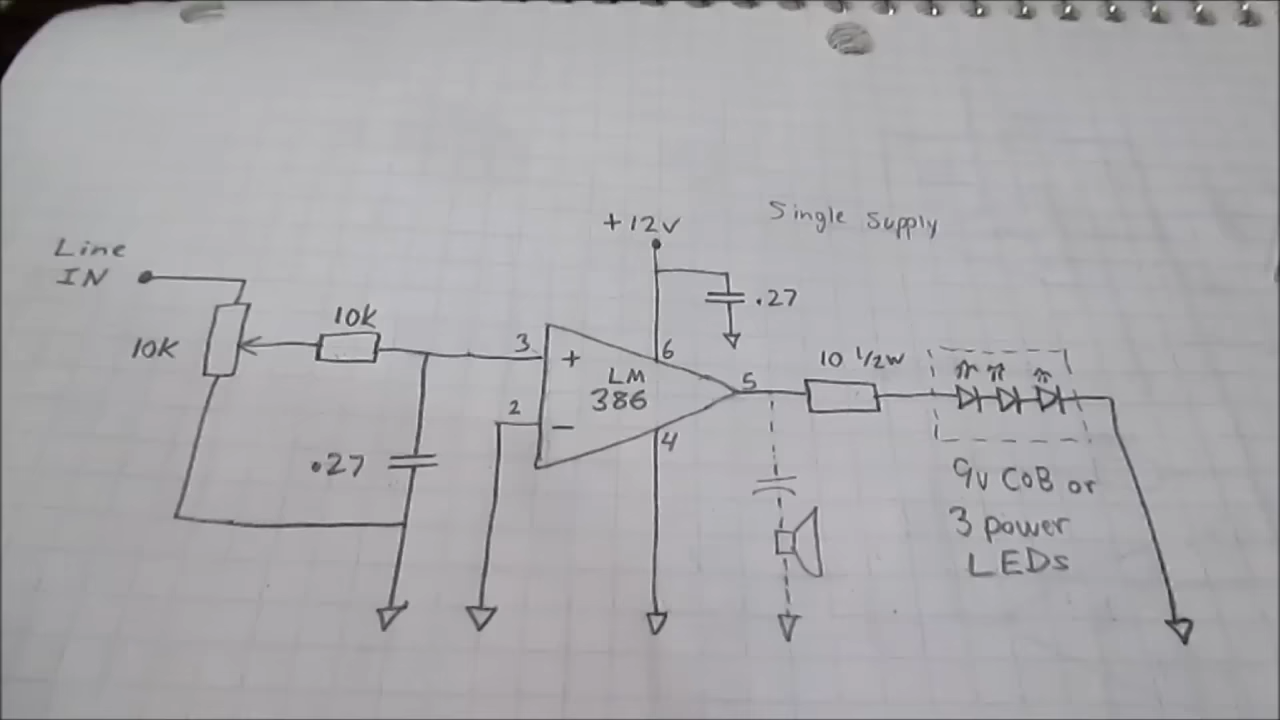 Single Supply
+12v
Line
IN
.27
10K
10K
3
6
10 1/2W
LM
386
5
2
4
.27
9v COB or
3 power
LEDs